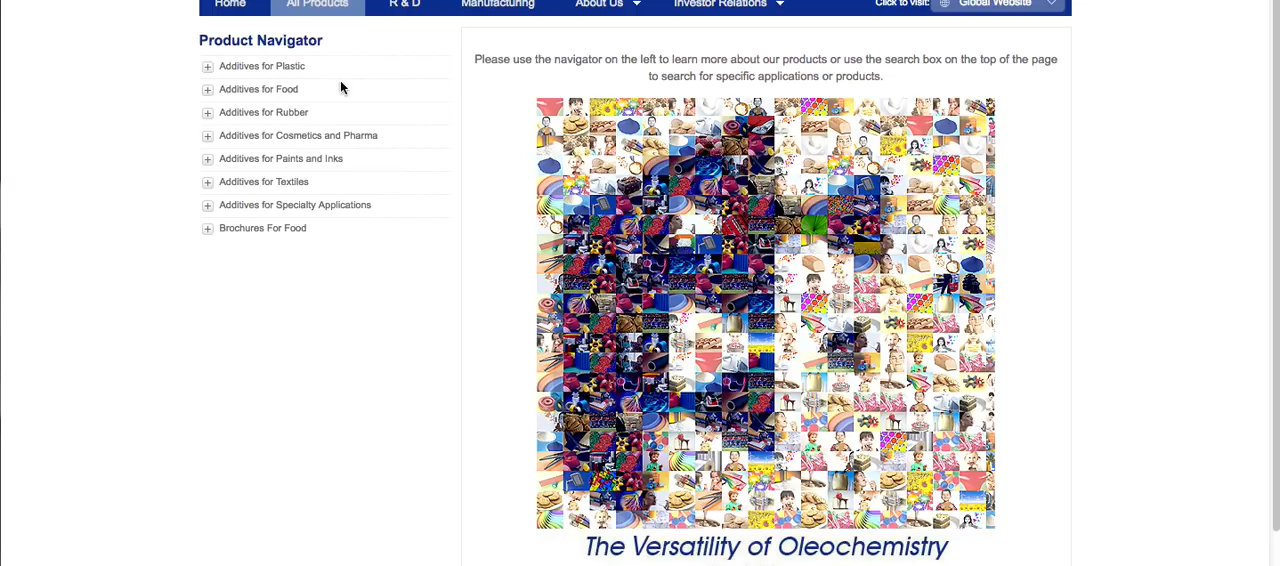 Home All Products R & D Manufacturing About Us Investor Relations Click to visit: Global Website
Product Navigator
Additives for Plastic
Additives for Food
Additives for Rubber
Additives for Cosmetics and Pharma
Additives for Paints and Inks
Additives for Textiles
Additives for Specialty Applications
Brochures For Food
Please use the navigator on the left to learn more about our products or use the search box on the top of the page
to search for specific applications or products.
The Versatility of Oleochemistry